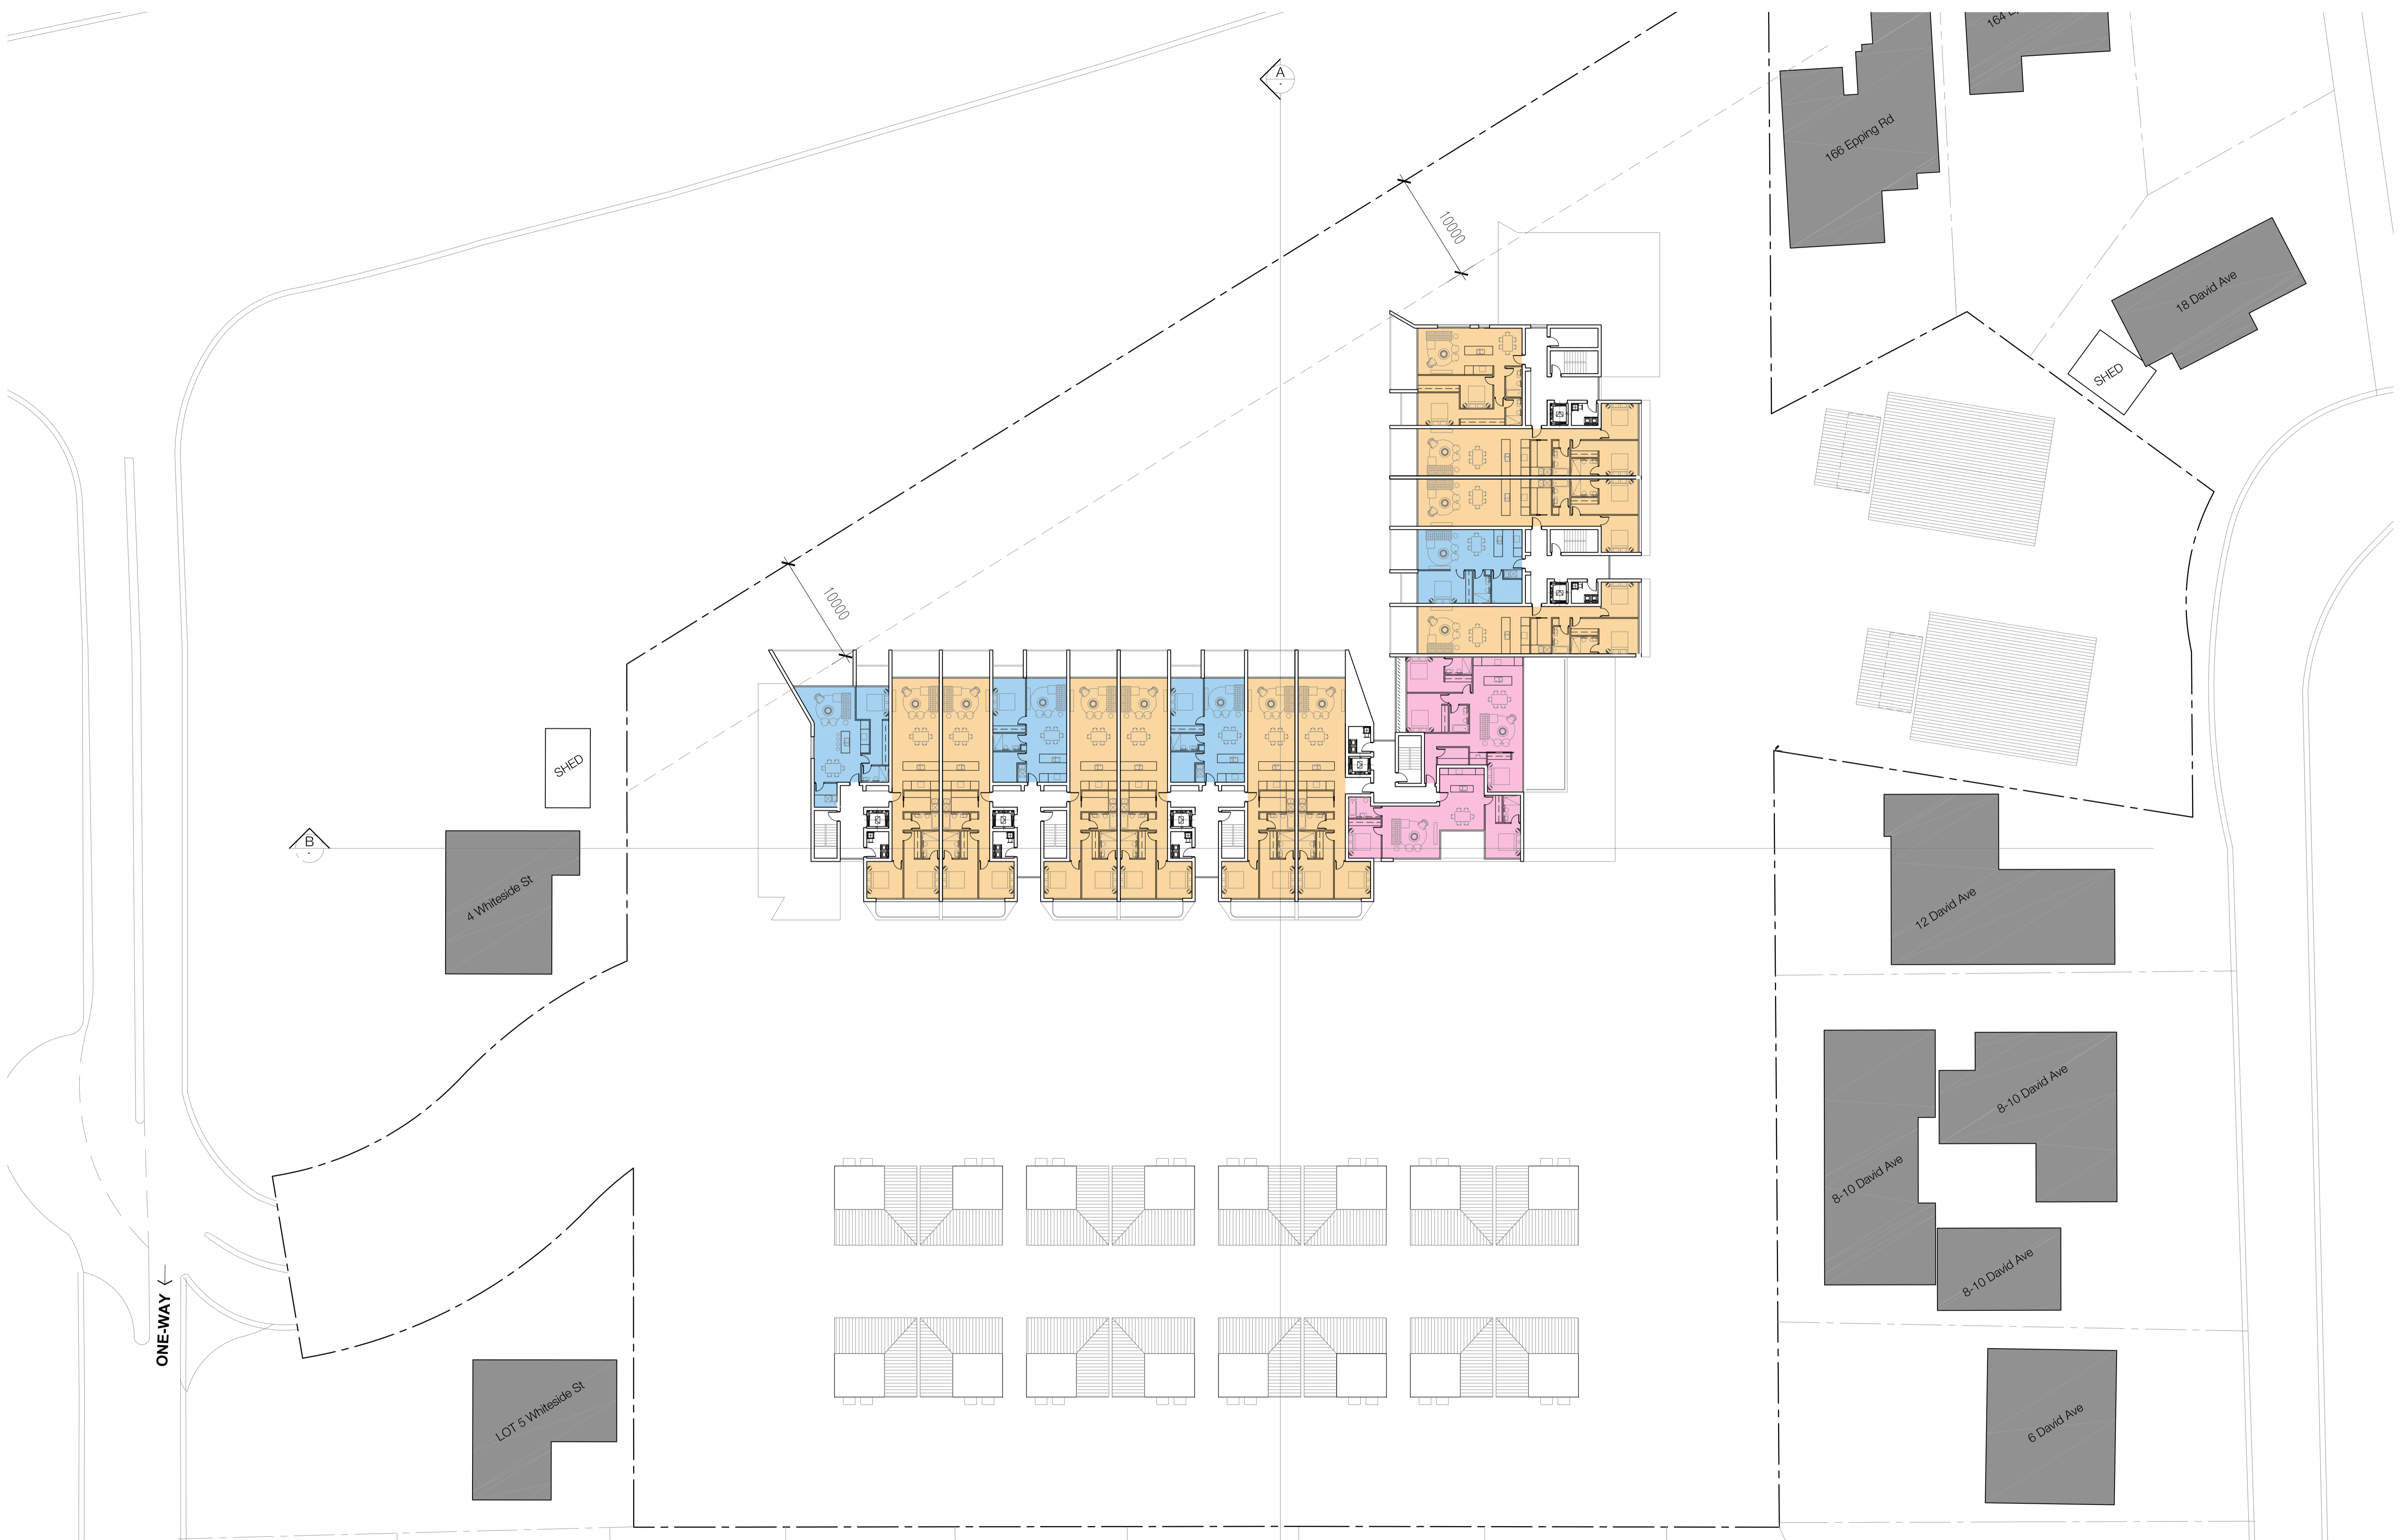 A
-
166 Epping Rd
10000
18 David Ave
SHED
10000
SHED
B
-
4 Whiteside St
12 David Ave
8-10 David Ave
8-10 David Ave
8-10 David Ave
ONE-WAY
LOT 5 Whiteside St
6 David Ave